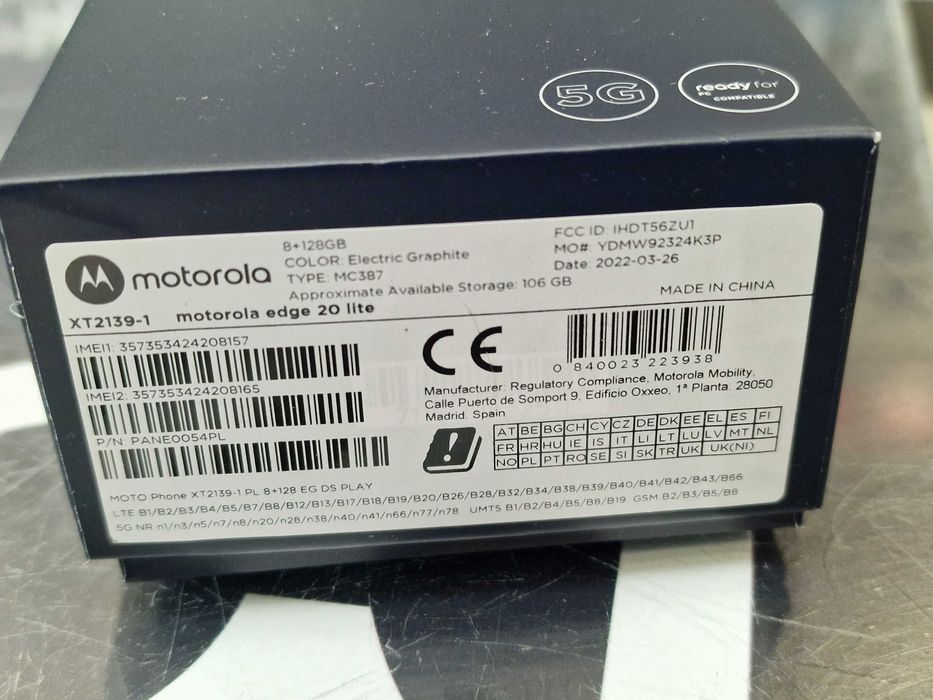 5G
ready for
PC COMPATIBLE
motorola
8+128GB
COLOR: Electric Graphite
TYPE: MC387
Approximate Available Storage: 106 GB
FCC ID: IHDT56ZU1
MO#: YDMW92324K3P
Date: 2022-03-26
MADE IN CHINA
XT2139-1 motorola edge 20 lite
IMEI1: 357353424208157
IMEI2: 357353424208165
P/N: PANE0054PL
CE
0 840023 223938
Manufacturer: Regulatory Compliance, Motorola Mobility,
Calle Puerto de Somport 9, Edificio Oxxeo, 1ª Planta. 28050
Madrid. Spain
AT BE BG CH CY CZ DE DK EE EL ES FI
FR HR HU IE IS IT LI LT LU LV MT NL
NO PL PT RO SE SI SK TR UK UK(NI)
MOTO Phone XT2139-1 PL 8+128 EG DS PLAY
LTE B1/B2/B3/B4/B5/B7/B8/B12/B13/B17/B18/B19/B20/B26/B28/B32/B34/B38/B39/B40/B41/B42/B43/B66
5G NR n1/n3/n5/n7/n8/n20/n28/n38/n40/n41/n66/n77/n78 UMTS B1/B2/B4/B5/B8/B19 GSM B2/B3/B5/B8